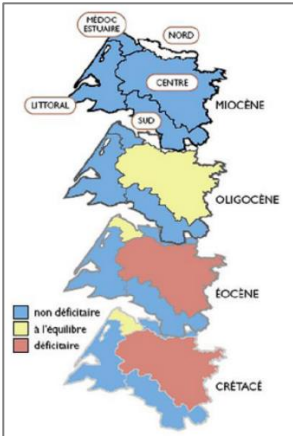 MÉDOC
ESTUAIRE
NORD
CENTRE
LITTORAL
MIOCÈNE
SUD
OLIGOCÈNE
ÉOCÈNE
non déficitaire
à l'équilibre
déficitaire
CRÉTACÉ